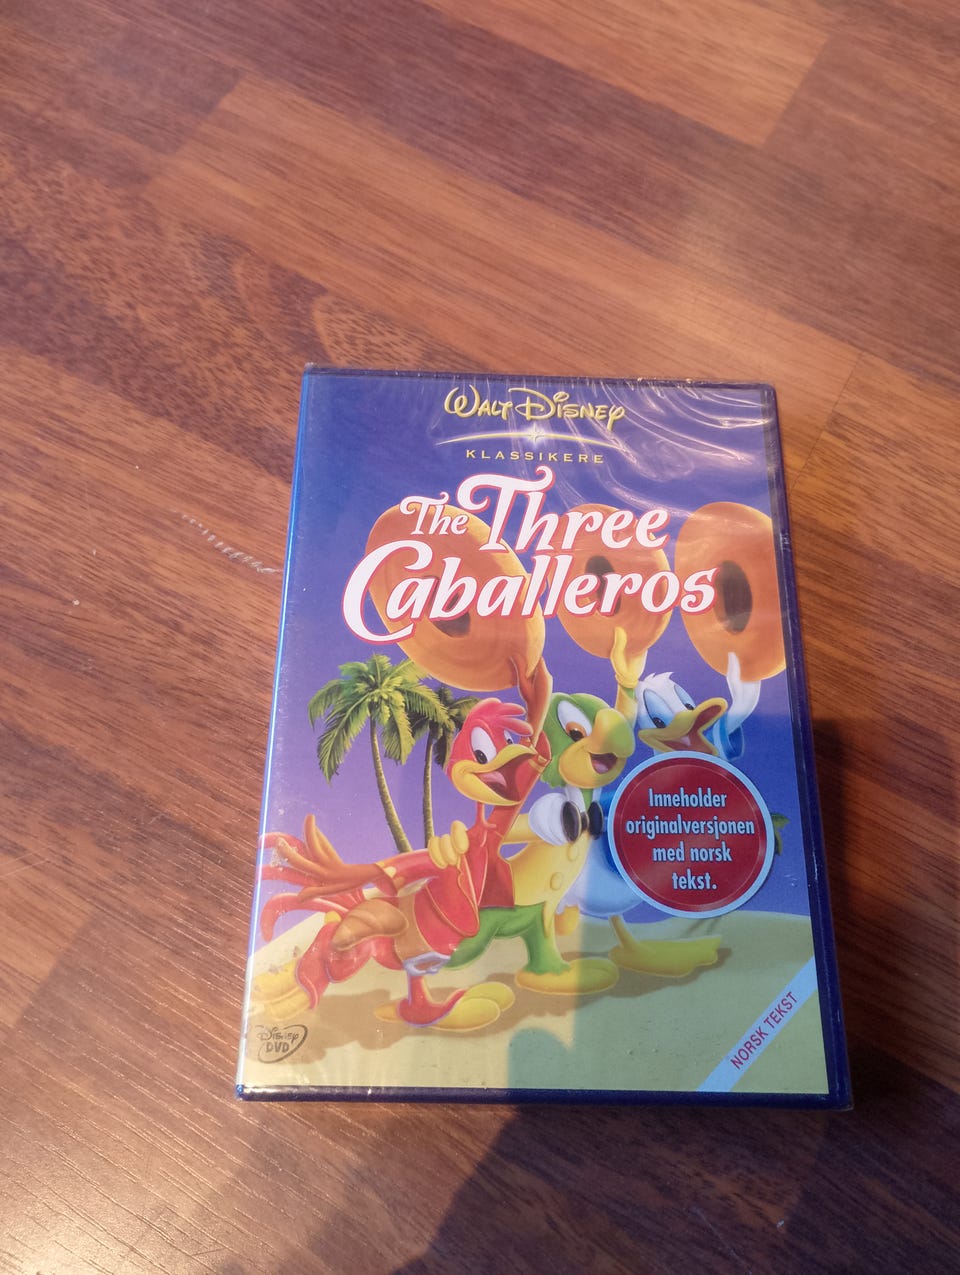 WALT DISNEY
KLASSIKERE
The Three
Caballeros
Inneholder
originalversjonen
med norsk
tekst.
NORSK TEKST
DISNEY
DVD